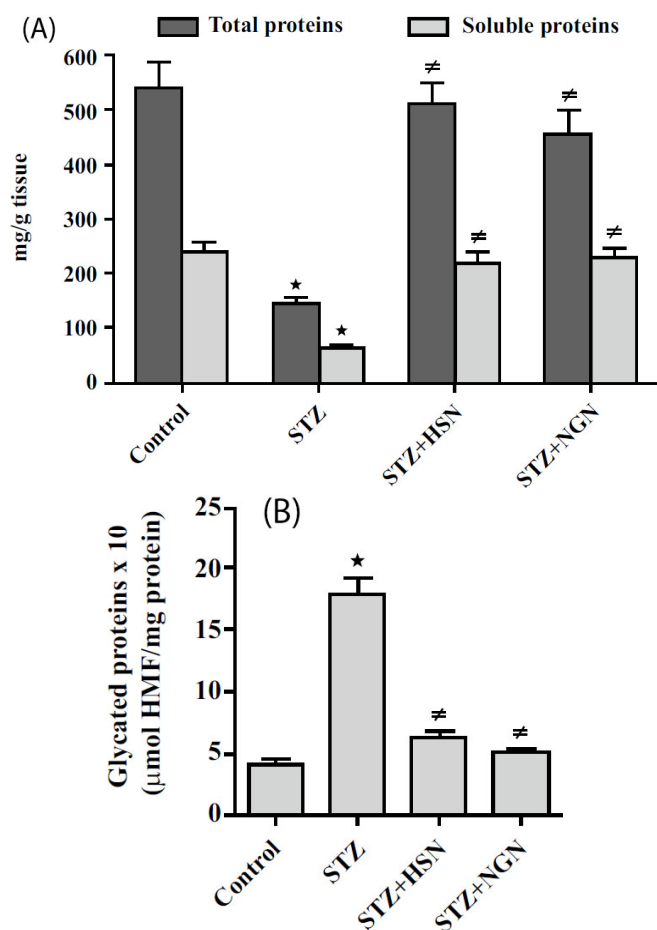 (A) Total proteins Soluble proteins
600
500
400
300
200
100
0
mg/g tissue
★ ★ ≠ ≠ ≠ ≠
Control STZ STZ+HSN STZ+NGN
(B)
25
20
15
10
5
0
Glycated proteins x 10
(μmol HMF/mg protein)
★ ≠ ≠
Control STZ STZ+HSN STZ+NGN